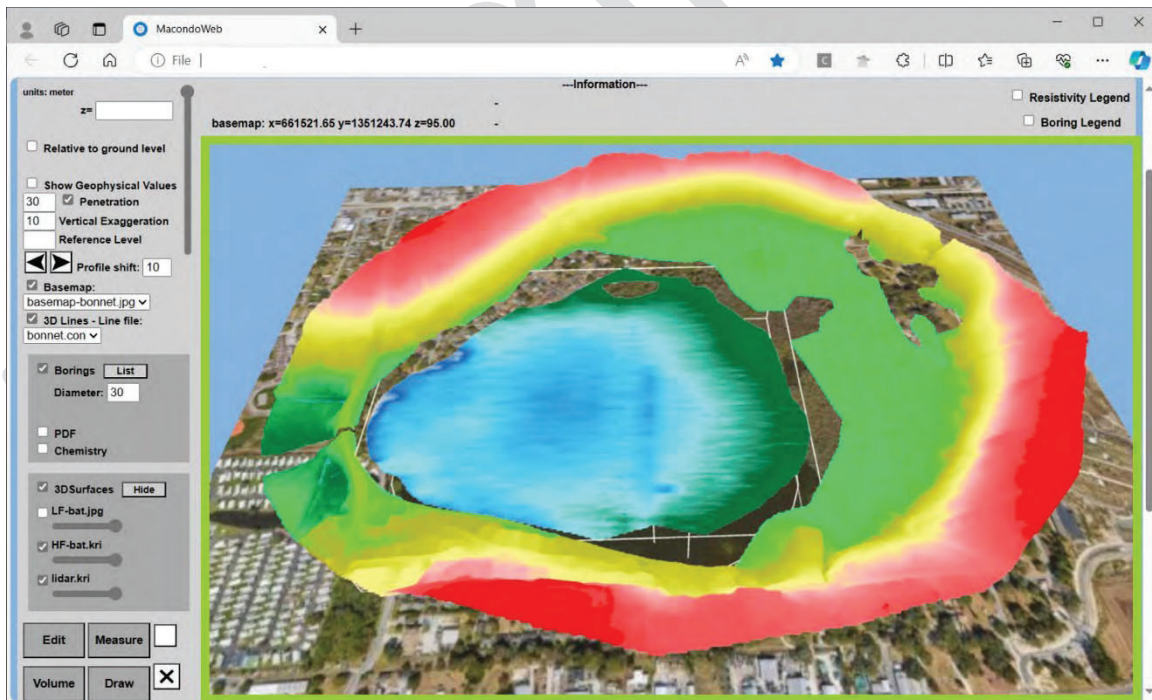 MacondoWeb
File
---Information---
units: meter
z=
-
basemap: x=661521.65 y=1351243.74 z=95.00 -
Resistivity Legend
Boring Legend
Relative to ground level
Show Geophysical Values
30 Penetration
10 Vertical Exaggeration
Reference Level
Profile shift: 10
Basemap:
basemap-bonnet.jpg
3D Lines - Line file:
bonnet.con
Borings List
Diameter: 30
PDF
Chemistry
3DSurfaces Hide
LF-bat.jpg
HF-bat.kri
lidar.kri
Edit Measure
Volume Draw X